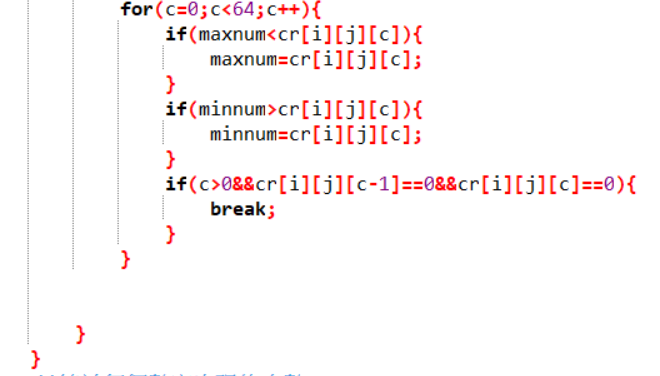 for(c=0;c<64;c++){
if(maxnum<cr[i][j][c]){
maxnum=cr[i][j][c];
}
if(minnum>cr[i][j][c]){
minnum=cr[i][j][c];
}
if(c>0&&cr[i][j][c-1]==0&&cr[i][j][c]==0){
break;
}
}
}
}